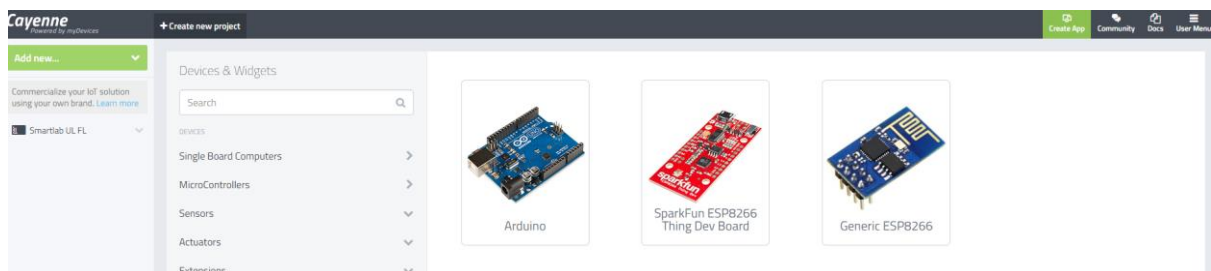 Cayenne
Powered by myDevices
+ Create new project
Create App
Community
Docs
User Menu
Add new...
Commercialize your IoT solution
using your own brand. Learn more
Smartlab UL FL
Devices & Widgets
Search
DEVICES
Single Board Computers
MicroControllers
Sensors
Actuators
Extensions
sparkfun
Arduino
SparkFun ESP8266
Thing Dev Board
Generic ESP8266